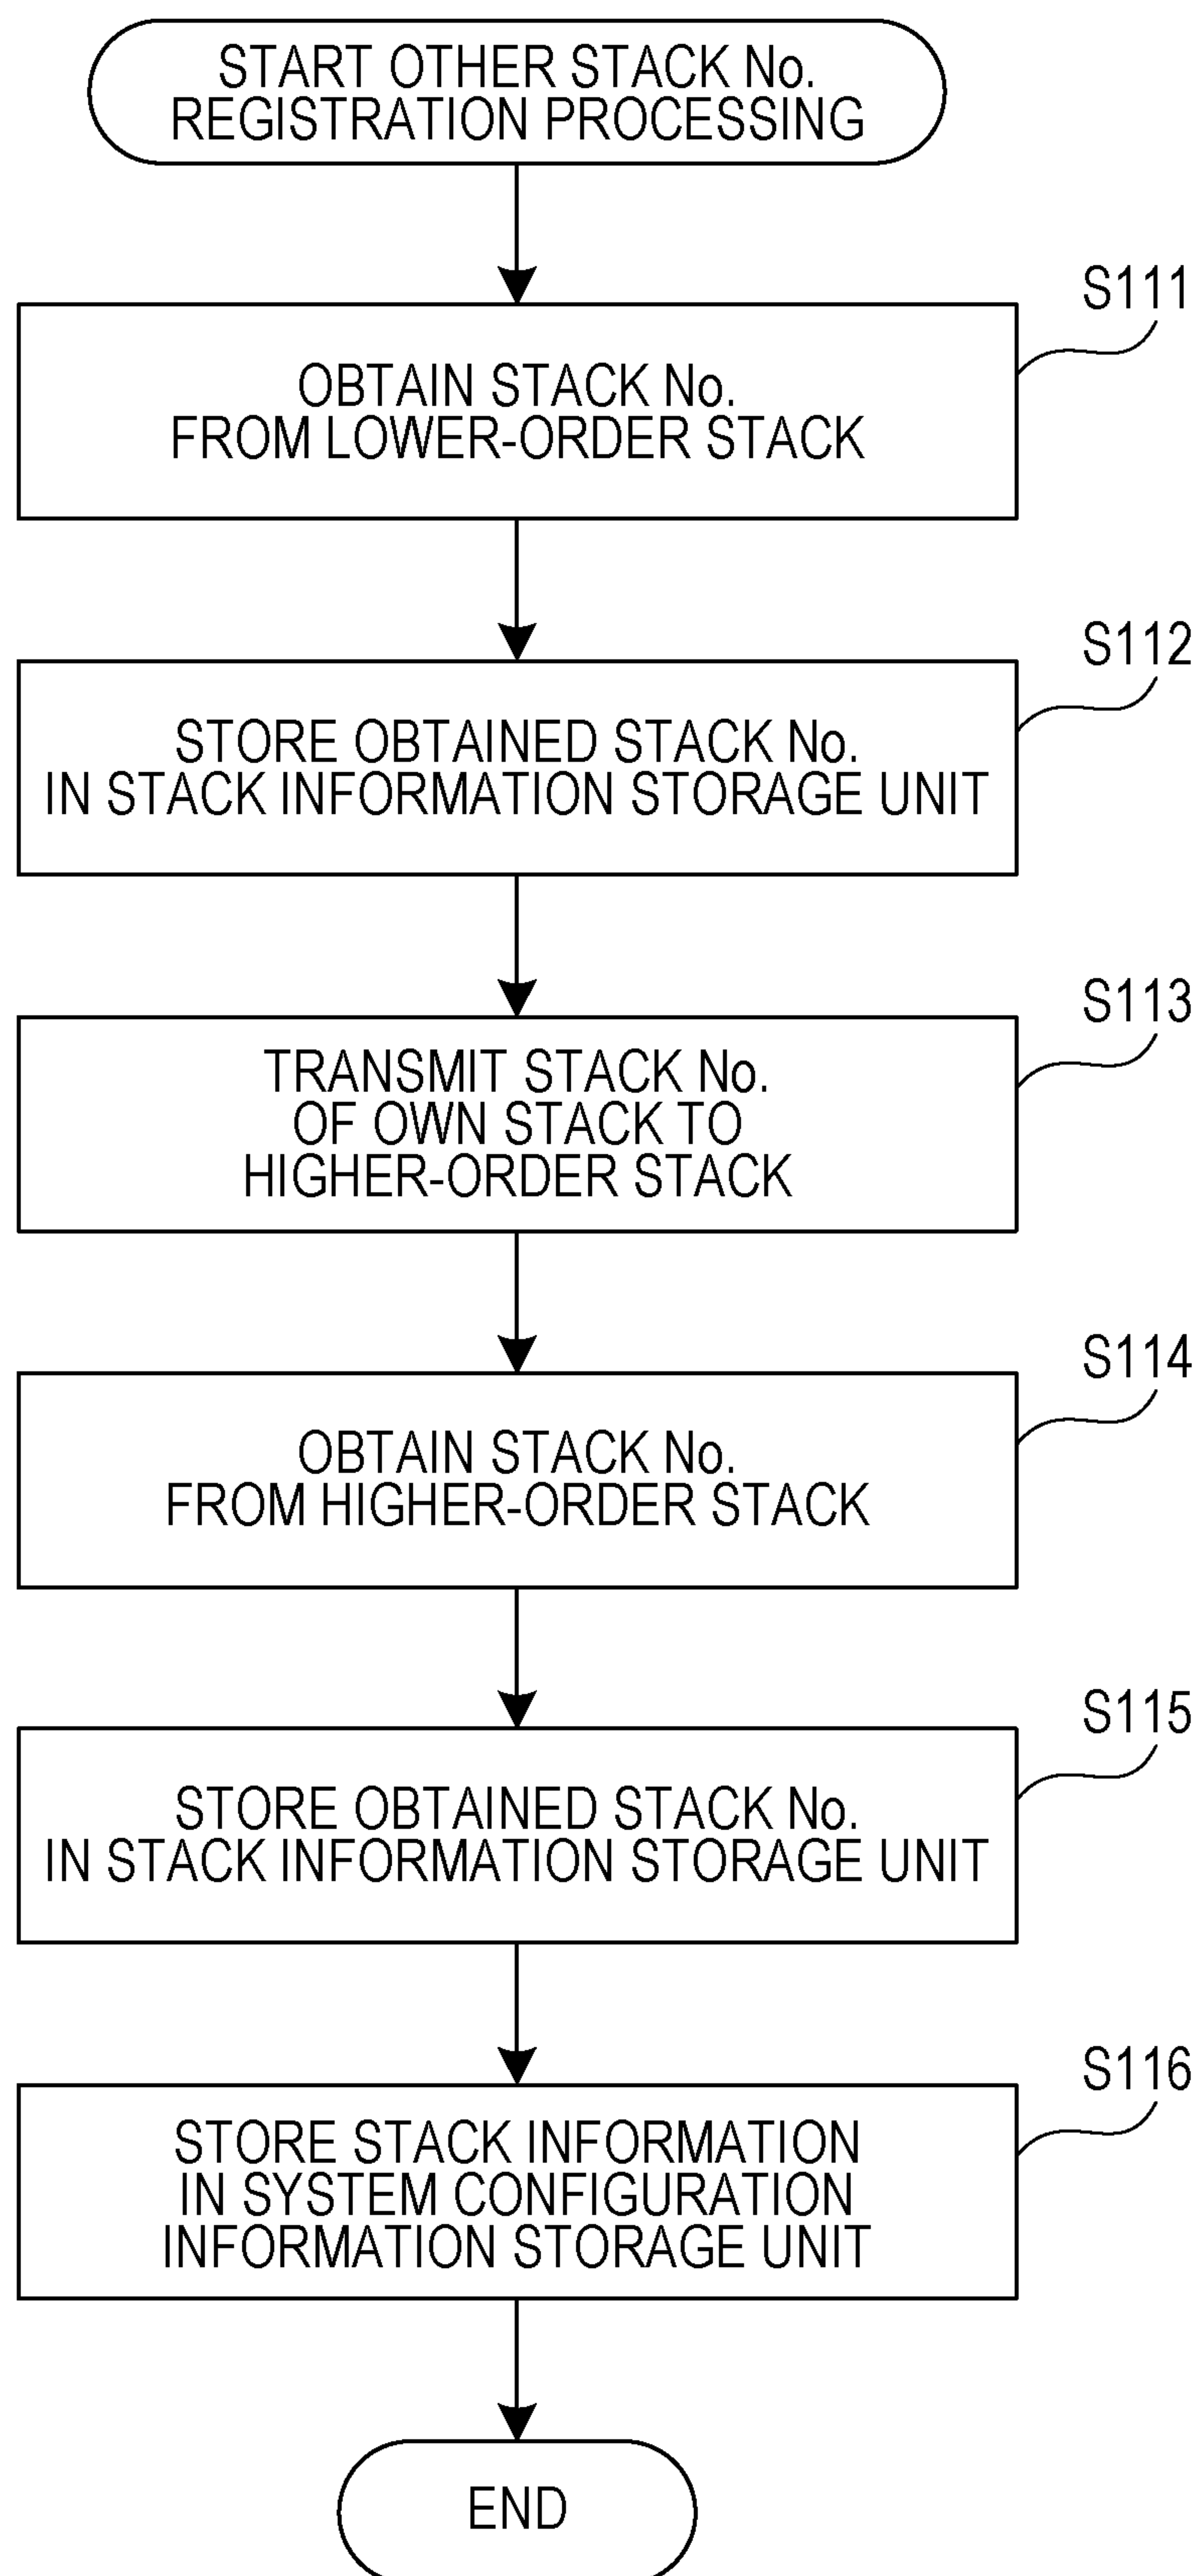 START OTHER STACK No.
REGISTRATION PROCESSING
S111
OBTAIN STACK No.
FROM LOWER-ORDER STACK
S112
STORE OBTAINED STACK No.
IN STACK INFORMATION STORAGE UNIT
S113
TRANSMIT STACK No.
OF OWN STACK TO
HIGHER-ORDER STACK
S114
OBTAIN STACK No.
FROM HIGHER-ORDER STACK
S115
STORE OBTAINED STACK No.
IN STACK INFORMATION STORAGE UNIT
S116
STORE STACK INFORMATION
IN SYSTEM CONFIGURATION
INFORMATION STORAGE UNIT
END